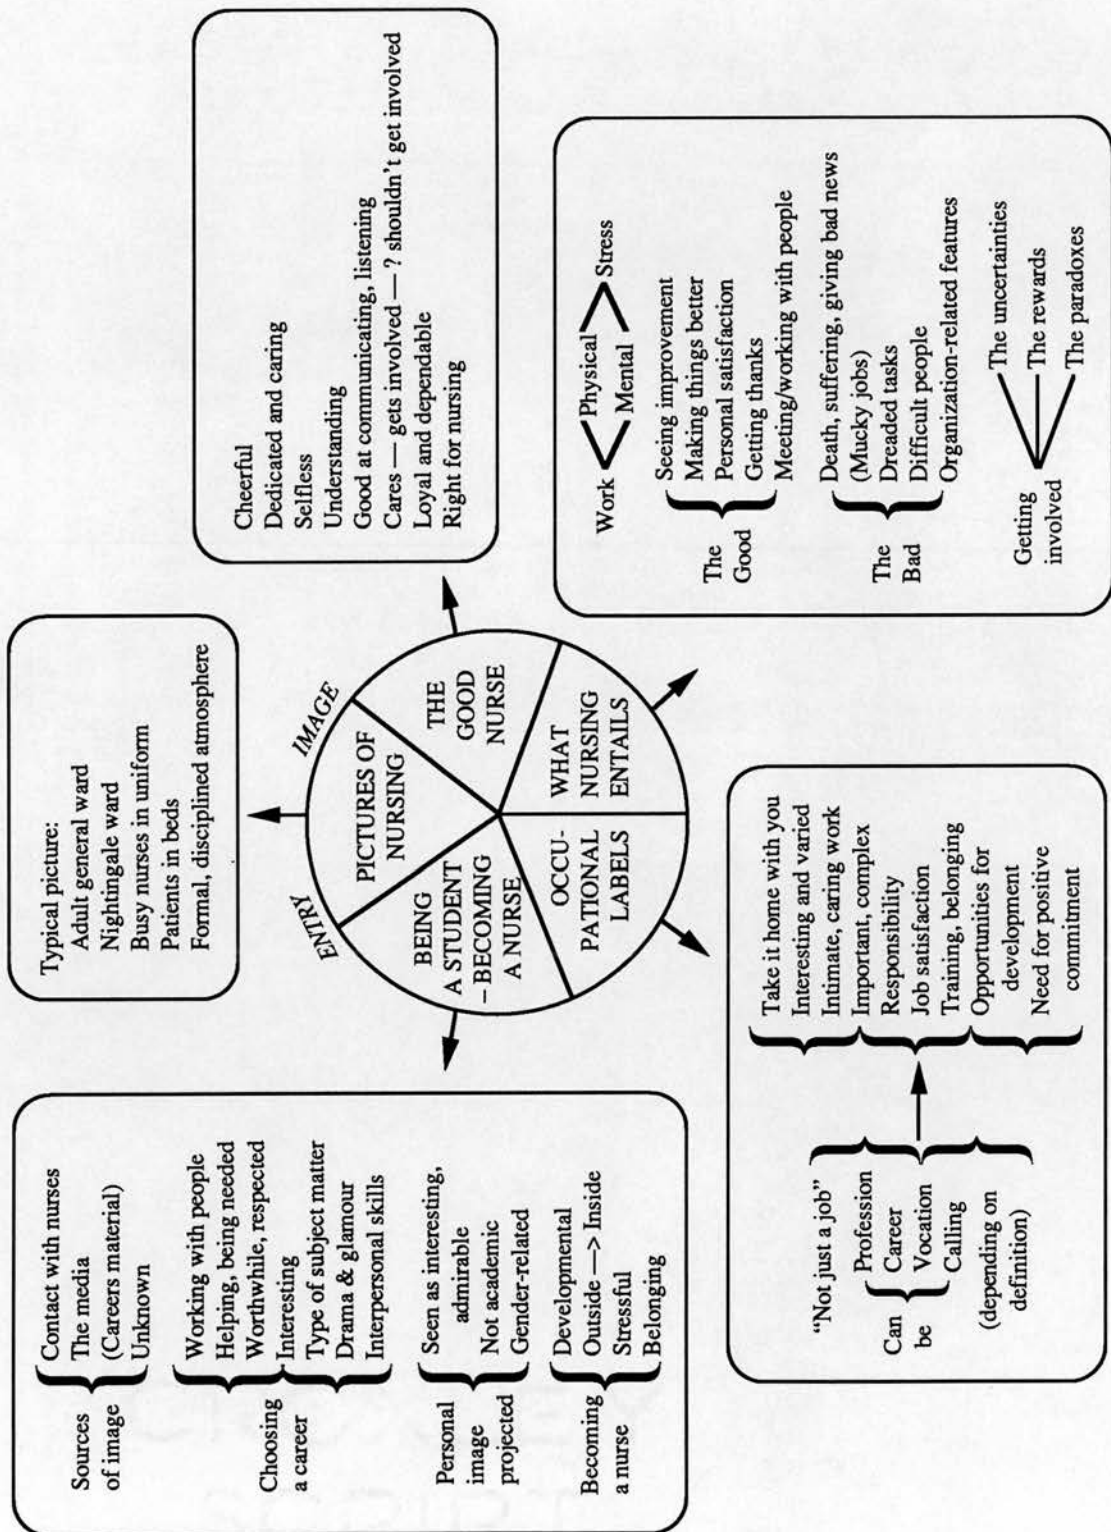 Typical picture:
Adult general ward
Nightingale ward
Busy nurses in uniform
Patients in beds
Formal, disciplined atmosphere
Cheerful
Dedicated and caring
Selfless
Understanding
Good at communicating, listening
Cares — gets involved — ? shouldn't get involved
Loyal and dependable
Right for nursing
ENTRY
IMAGE
PICTURES OF
NURSING
THE
GOOD
NURSE
WHAT
NURSING
ENTAILS
OCCU-
PATIONAL
LABELS
BEING
A STUDENT
– BECOMING
A NURSE
Sources
of image
Contact with nurses
The media
(Careers material)
Unknown
Choosing
a career
Working with people
Helping, being needed
Worthwhile, respected
Interesting
Type of subject matter
Drama & glamour
Interpersonal skills
Personal
image
projected
Seen as interesting,
admirable
Not academic
Gender-related
Becoming
a nurse
Developmental
Outside —> Inside
Stressful
Belonging
"Not just a job"
Can
be
Profession
Career
Vocation
Calling
(depending on
definition)
Take it home with you
Interesting and varied
Intimate, caring work
Important, complex
Responsibility
Job satisfaction
Training, belonging
Opportunities for
development
Need for positive
commitment
Work < Physical > Stress
Mental
The
Good
Seeing improvement
Making things better
Personal satisfaction
Getting thanks
Meeting/working with people
The
Bad
Death, suffering, giving bad news
(Mucky jobs)
Dreaded tasks
Difficult people
Organization-related features
Getting
involved
The uncertainties
The rewards
The paradoxes